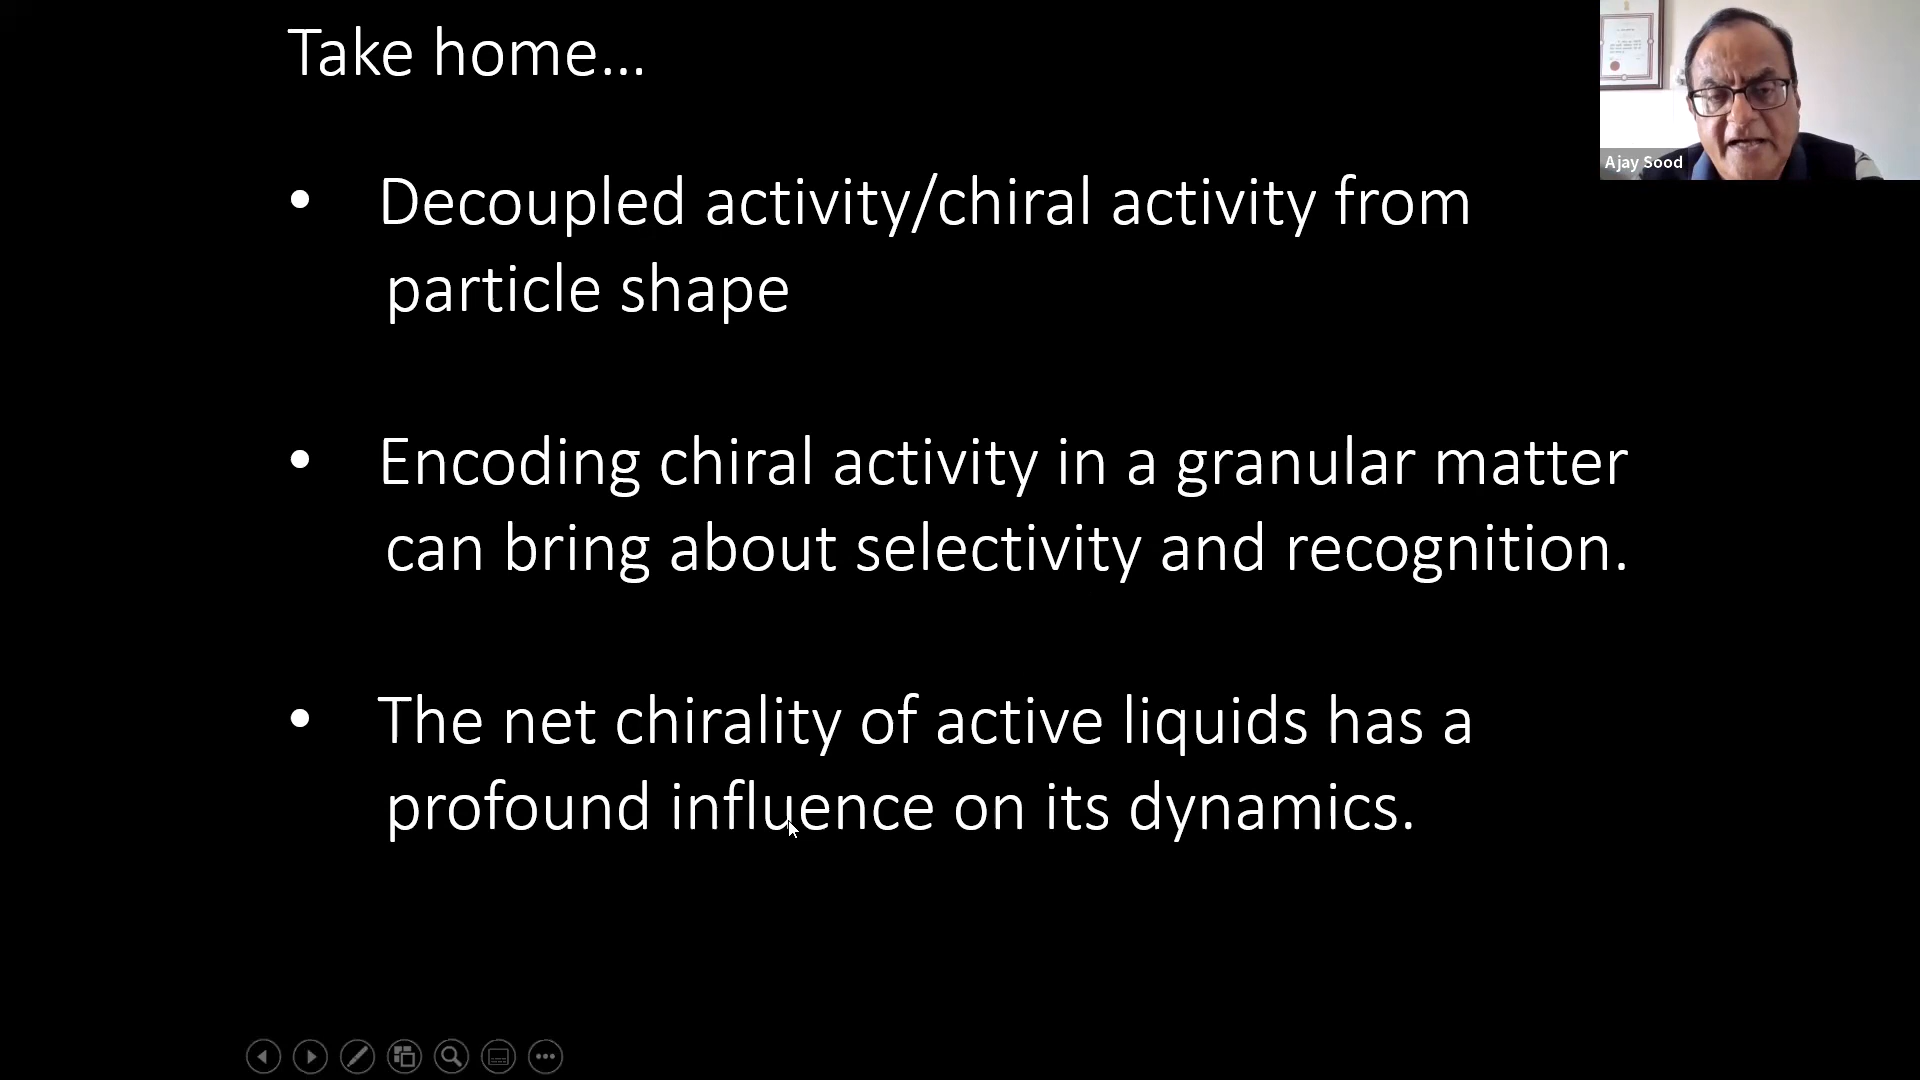 Take home...
• Decoupled activity/chiral activity from
particle shape
• Encoding chiral activity in a granular matter
can bring about selectivity and recognition.
• The net chirality of active liquids has a
profound influence on its dynamics.
Ajay Sood